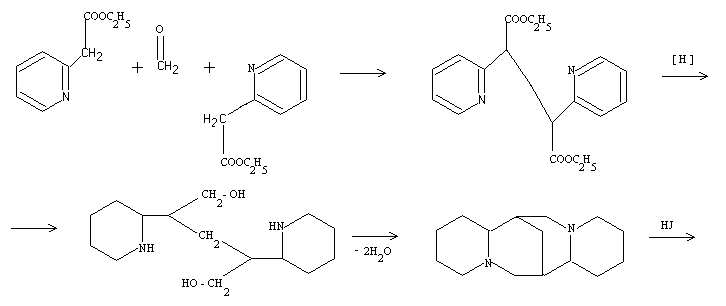 COOC2H5
O
CH2
+
CH2
+
N
N
H2C
COOC2H5
COOC2H5
N
N
COOC2H5
[H]
CH2-OH
NH
CH2
HN
HO-CH2
- 2H2O
N
N
HJ